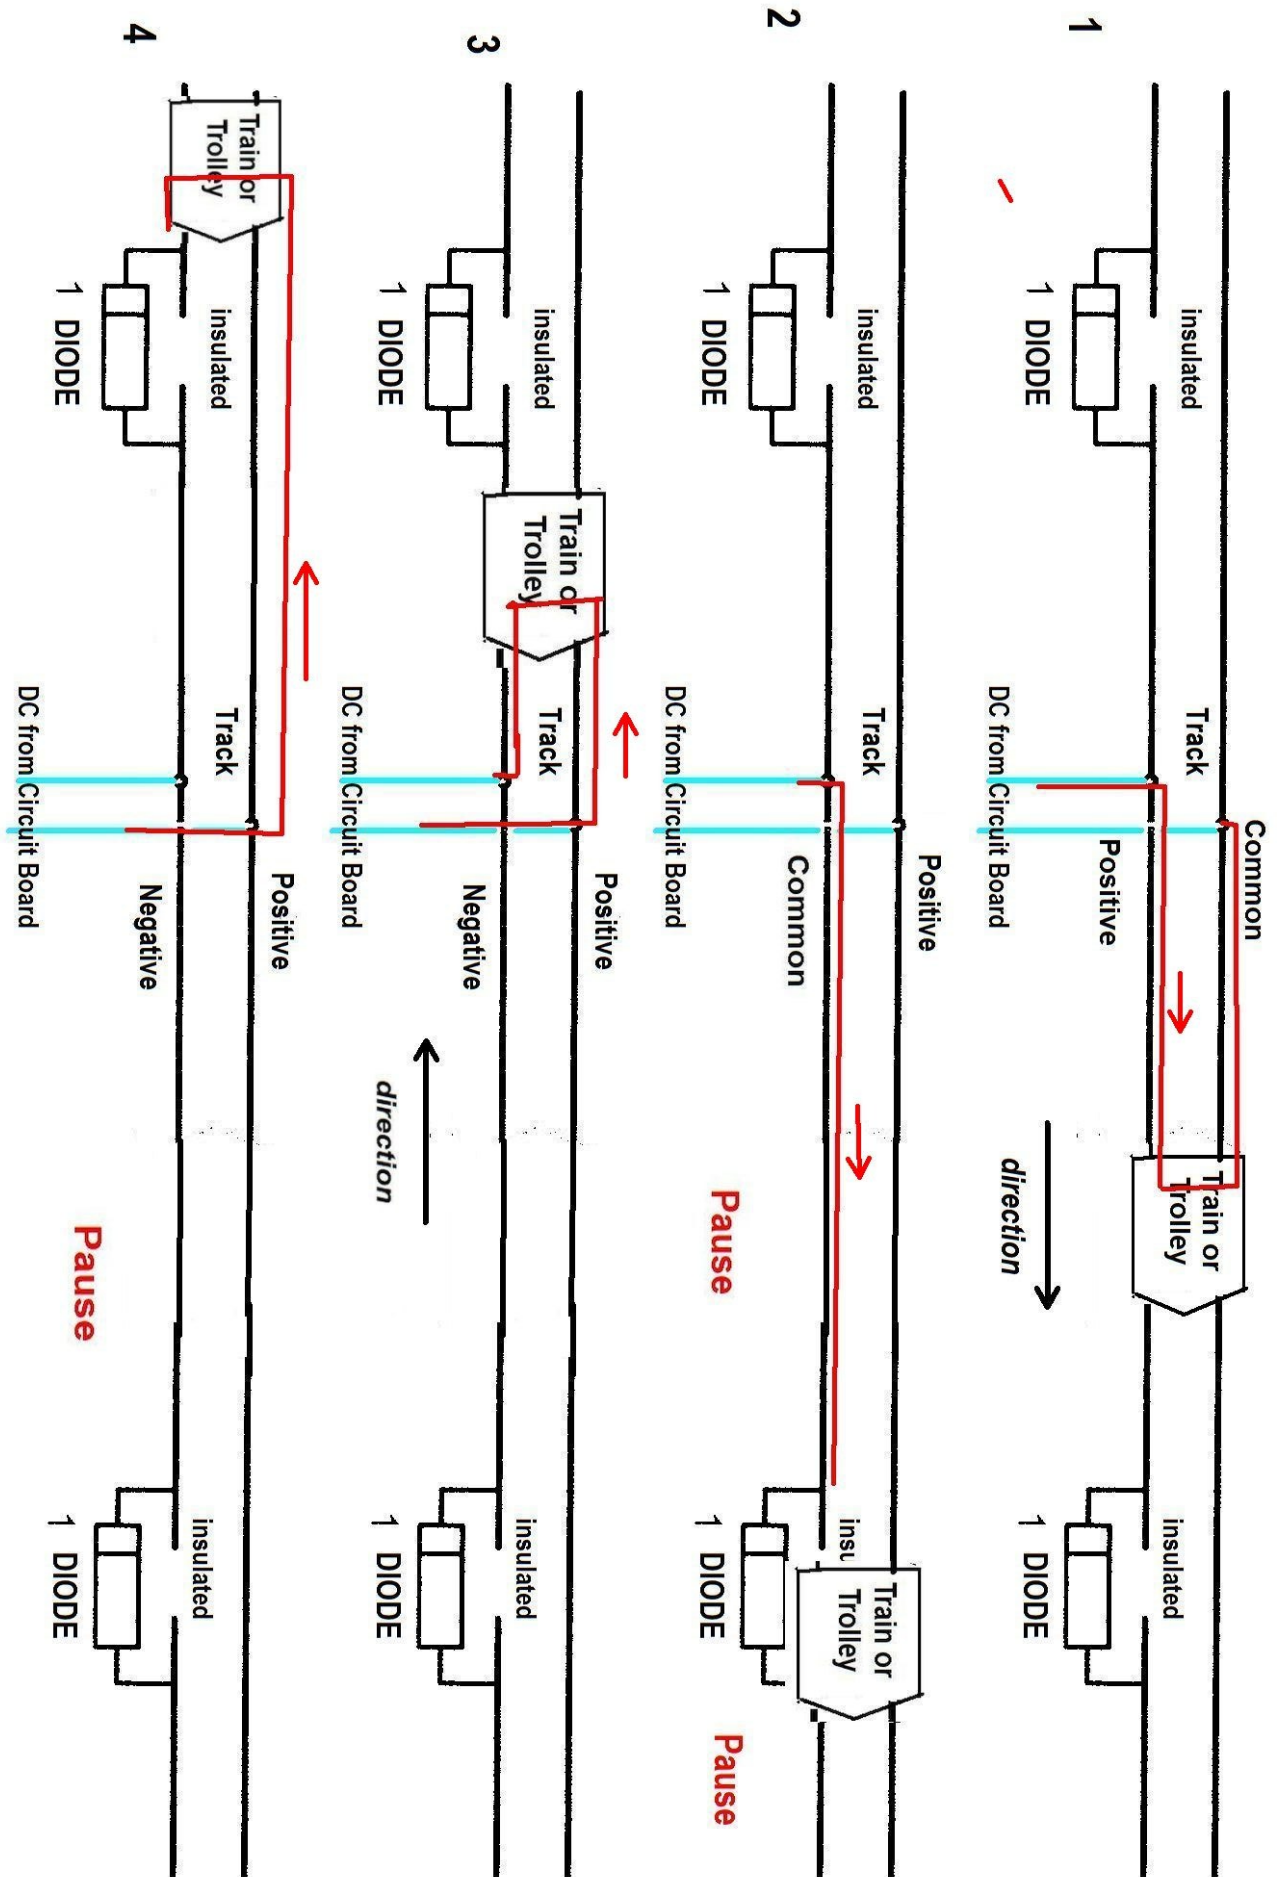 1
Common
insulated
Track
Train or
Trolley
insulated
Positive
1 DIODE
DC from Circuit Board
direction
1 DIODE
2
Positive
insulated
Track
Train or
Trolley
insu
Common
1 DIODE
DC from Circuit Board
Pause
1 DIODE
Pause
3
Positive
insulated
Train or
Trolley
Track
insulated
Negative
1 DIODE
DC from Circuit Board
direction
1 DIODE
4
Train or
Trolley
Positive
insulated
Track
insulated
Negative
1 DIODE
DC from Circuit Board
Pause
1 DIODE